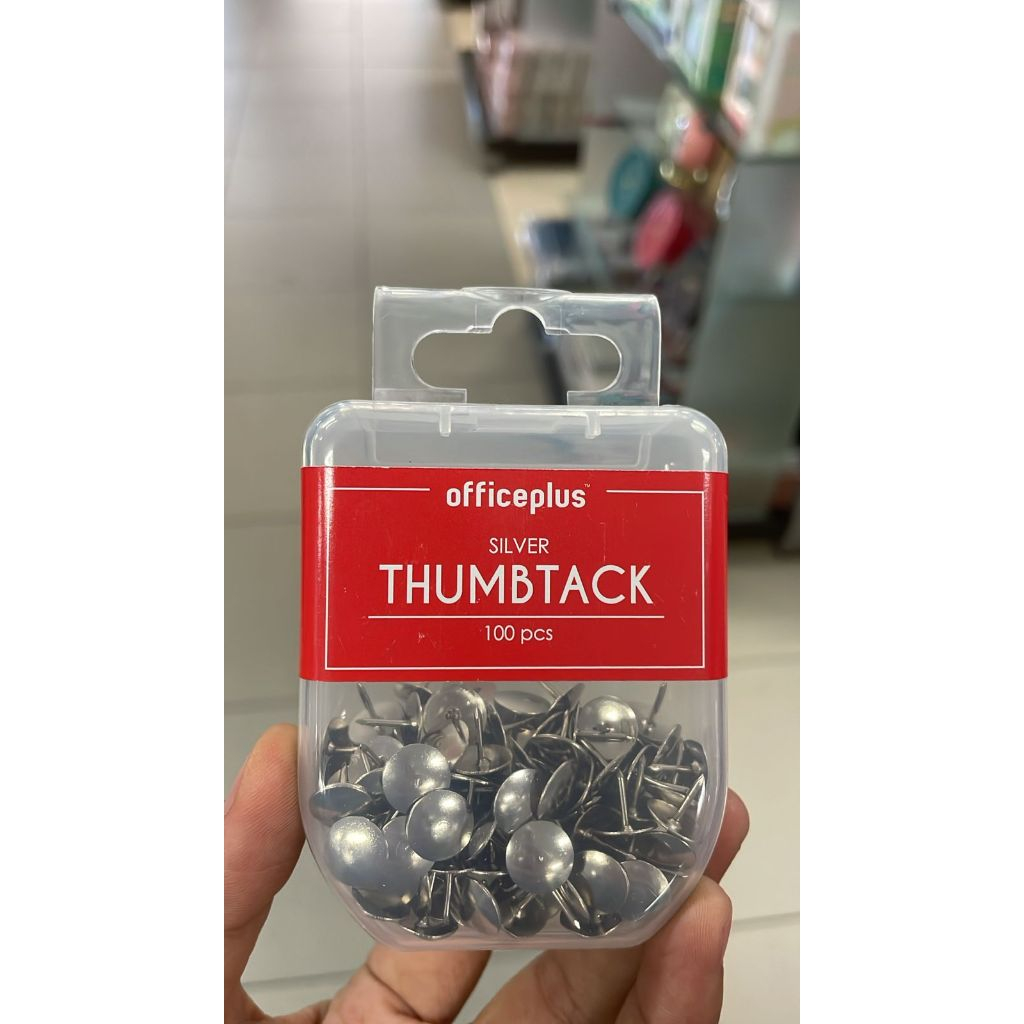 officeplus™
SILVER
THUMBTACK
100 pcs